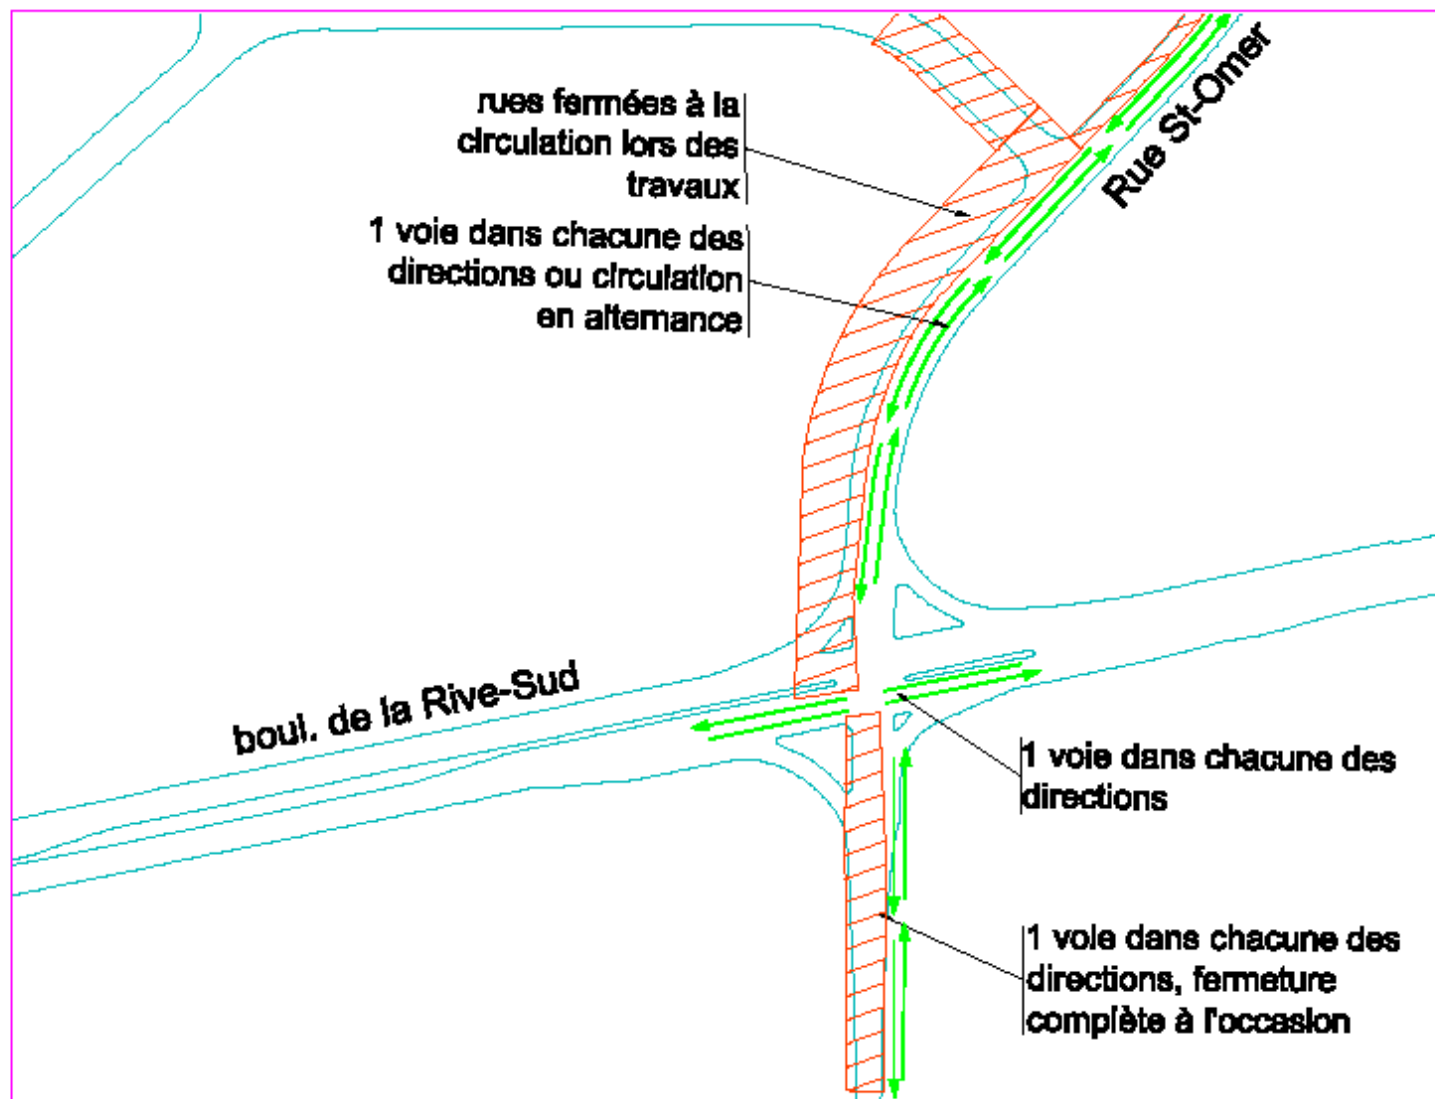 rues fermées à la
circulation lors des
travaux
Rue St-Omer
1 voie dans chacune des
directions ou circulation
en alternance
boul. de la Rive-Sud
1 voie dans chacune des
directions
1 voie dans chacune des
directions, fermeture
complète à l'occasion